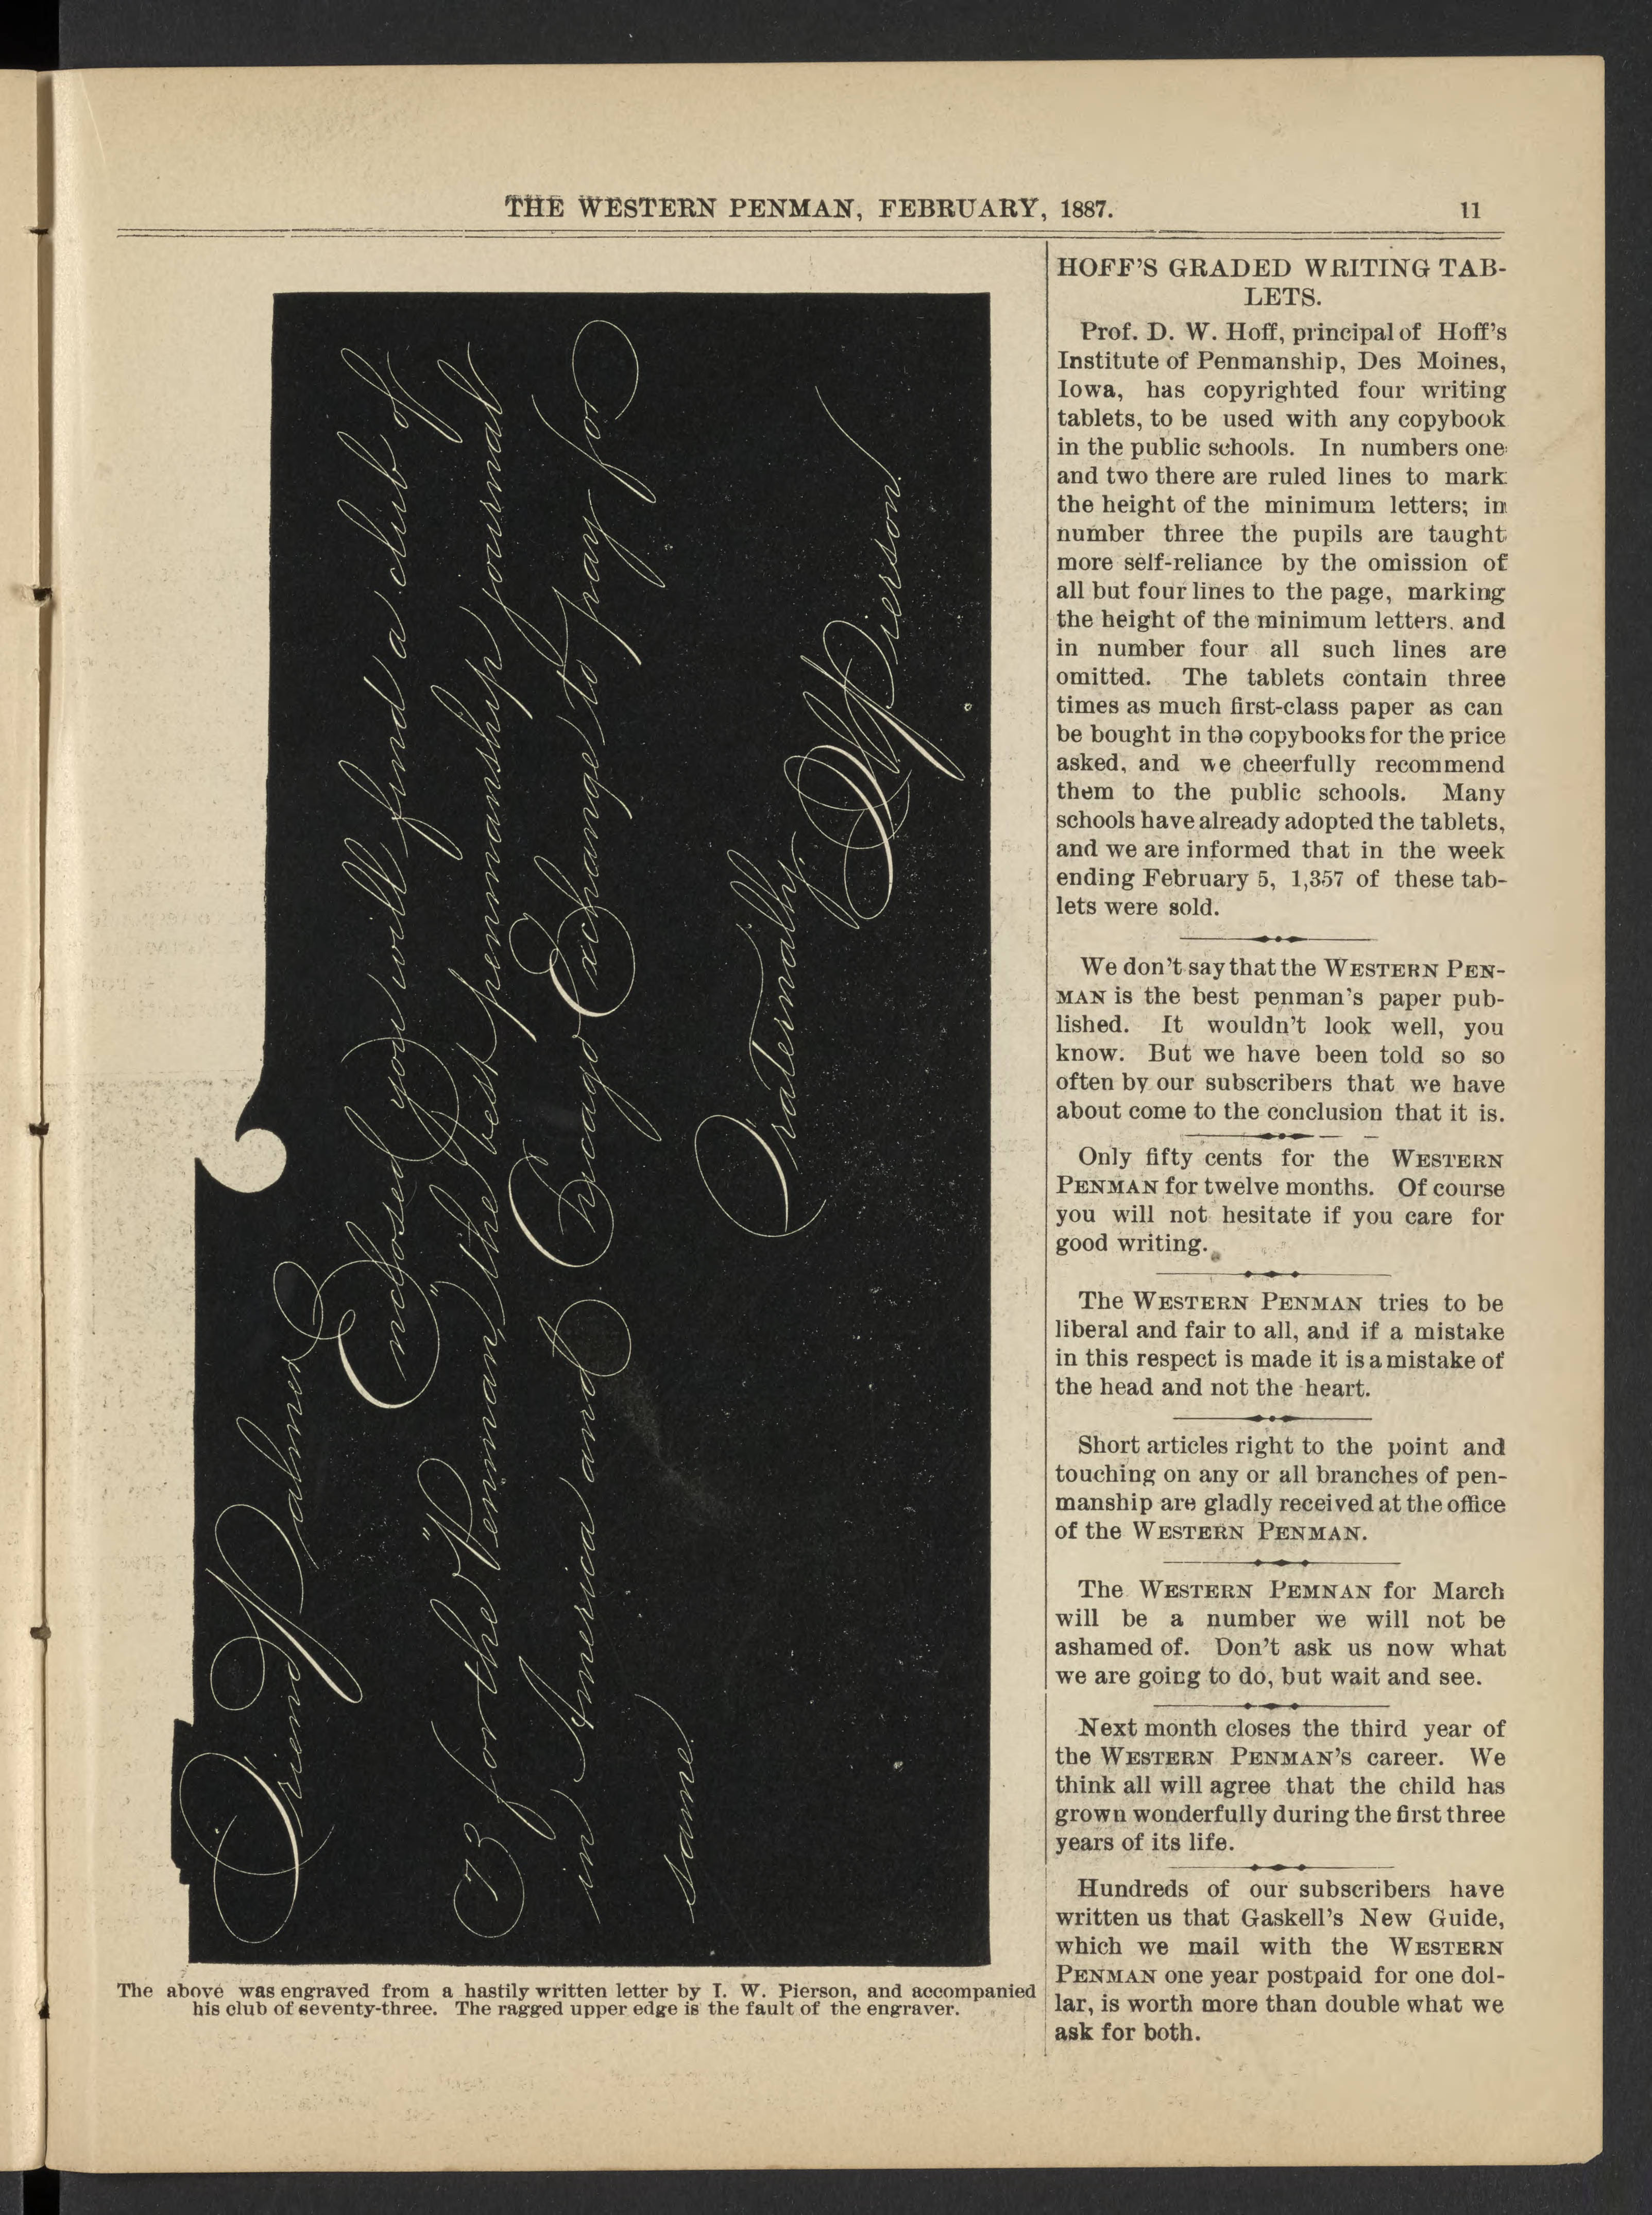 THE WESTERN PENMAN, FEBRUARY, 1887.
11
Friend Palmer
Enclosed you will find a club of
73 for the "Penman," the best penmanship journal
in America and Chicago Exchange to pay for
same.
Fraternally,
IWPierson.
The above was engraved from a hastily written letter by I. W. Pierson, and accompanied
his club of seventy-three. The ragged upper edge is the fault of the engraver.
HOFF'S GRADED WRITING TAB-
LETS.
Prof. D. W. Hoff, principal of Hoff's
Institute of Penmanship, Des Moines,
Iowa, has copyrighted four writing
tablets, to be used with any copybook
in the public schools. In numbers one
and two there are ruled lines to mark
the height of the minimum letters; in
number three the pupils are taught
more self-reliance by the omission of
all but four lines to the page, marking
the height of the minimum letters. and
in number four all such lines are
omitted. The tablets contain three
times as much first-class paper as can
be bought in the copybooks for the price
asked, and we cheerfully recommend
them to the public schools. Many
schools have already adopted the tablets,
and we are informed that in the week
ending February 5, 1,357 of these tab-
lets were sold.
We don't say that the WESTERN PEN-
MAN is the best penman's paper pub-
lished. It wouldn't look well, you
know. But we have been told so so
often by our subscribers that we have
about come to the conclusion that it is.
Only fifty cents for the WESTERN
PENMAN for twelve months. Of course
you will not hesitate if you care for
good writing.
The WESTERN PENMAN tries to be
liberal and fair to all, and if a mistake
in this respect is made it is a mistake of
the head and not the heart.
Short articles right to the point and
touching on any or all branches of pen-
manship are gladly received at the office
of the WESTERN PENMAN.
The WESTERN PEMNAN for March
will be a number we will not be
ashamed of. Don't ask us now what
we are going to do, but wait and see.
Next month closes the third year of
the WESTERN PENMAN'S career. We
think all will agree that the child has
grown wonderfully during the first three
years of its life.
Hundreds of our subscribers have
written us that Gaskell's New Guide,
which we mail with the WESTERN
PENMAN one year postpaid for one dol-
lar, is worth more than double what we
ask for both.